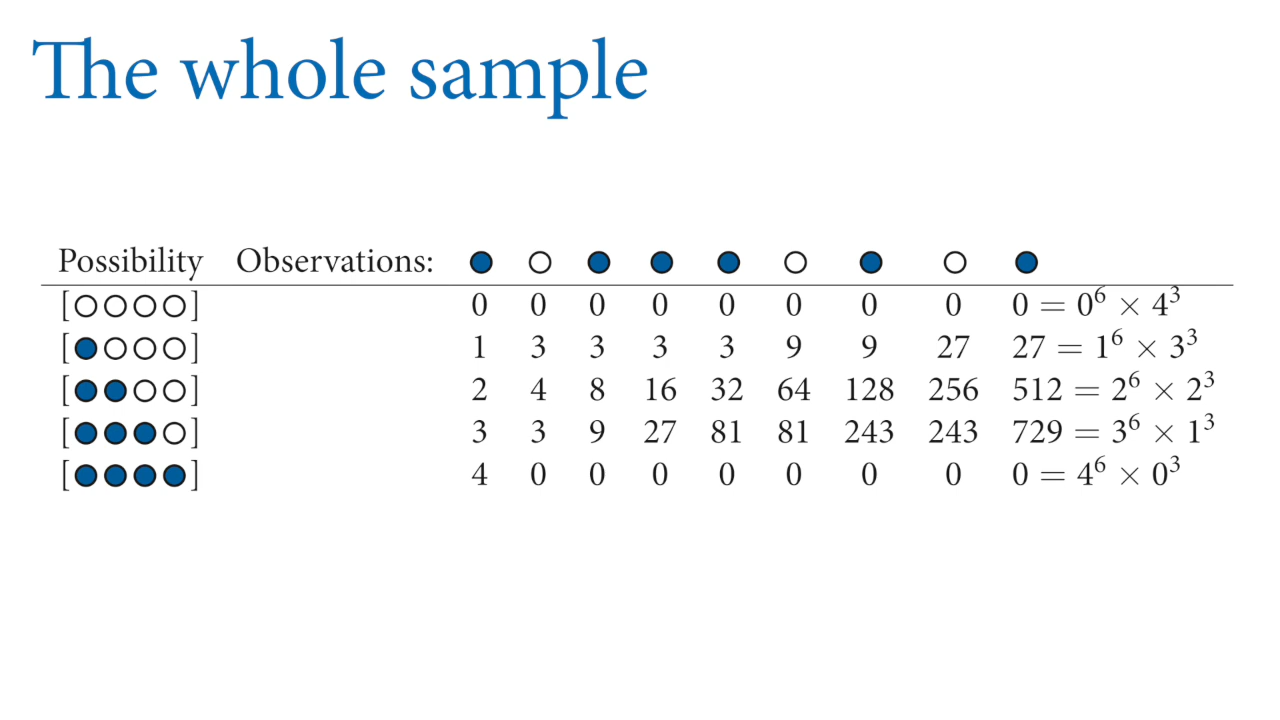 The whole sample
Possibility Observations: ● ○ ● ● ● ○ ● ○ ●
[○○○○] 0 0 0 0 0 0 0 0 0 = 0⁶ × 4³
[●○○○] 1 3 3 3 3 9 9 27 27 = 1⁶ × 3³
[●●○○] 2 4 8 16 32 64 128 256 512 = 2⁶ × 2³
[●●●○] 3 3 9 27 81 81 243 243 729 = 3⁶ × 1³
[●●●●] 4 0 0 0 0 0 0 0 0 = 4⁶ × 0³